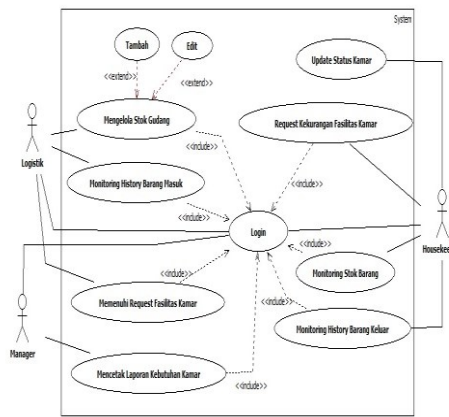 System
Tambah
Edit
Update Status Kamar
<<extend>>
<<extend>>
Mengelola Stok Gudang
Request Kekurangan Fasilitas Kamar
<<include>>
<<include>>
Logistik
Monitoring History Barang Masuk
<<include>>
Login
Housekee
<<include>>
Monitoring Stok Barang
<<include>>
Memenuhi Request Fasilitas Kamar
<<include>>
Monitoring History Barang Keluar
Manager
Mencetak Laporan Kebutuhan Kamar
<<include>>